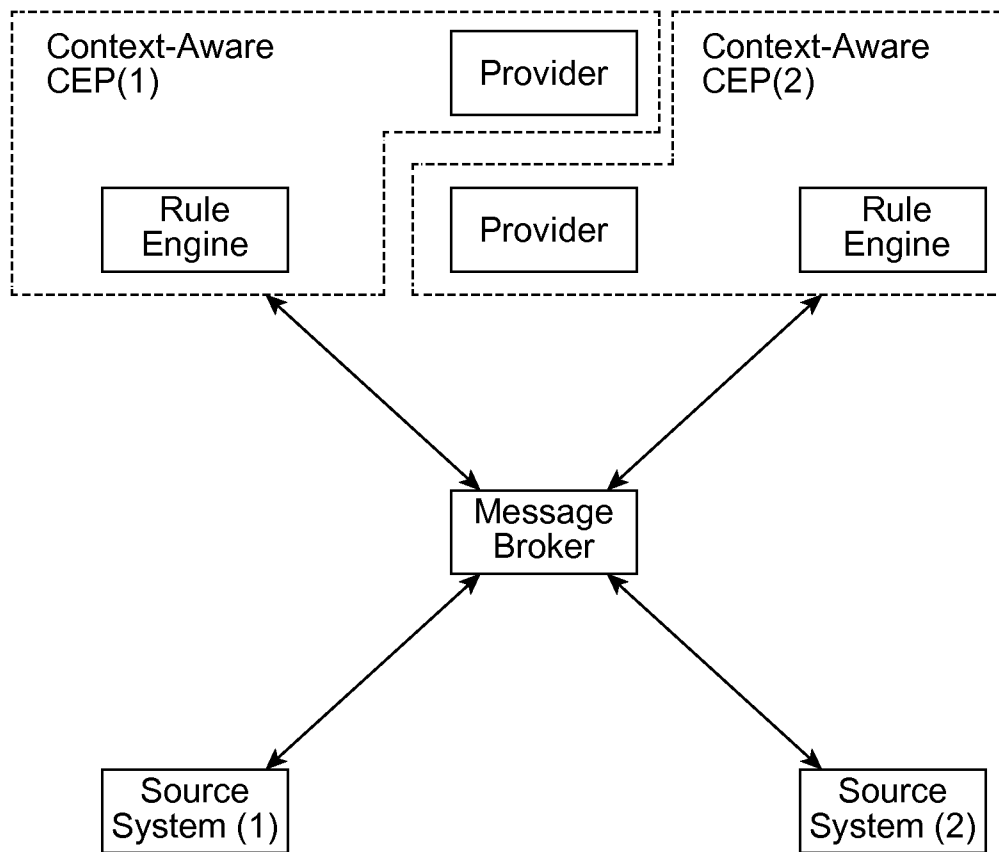 Context-Aware
CEP(1)
Provider
Context-Aware
CEP(2)
Rule
Engine
Provider
Rule
Engine
Message
Broker
Source
System (1)
Source
System (2)